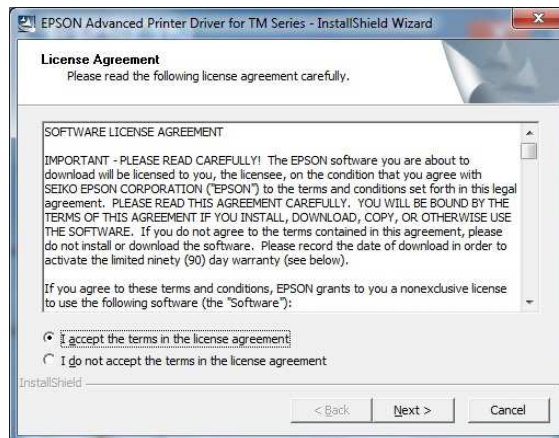 EPSON Advanced Printer Driver for TM Series - InstallShield Wizard
License Agreement
Please read the following license agreement carefully.
SOFTWARE LICENSE AGREEMENT
IMPORTANT - PLEASE READ CAREFULLY! The EPSON software you are about to
download will be licensed to you, the licensee, on the condition that you agree with
SEIKO EPSON CORPORATION ("EPSON") to the terms and conditions set forth in this legal
agreement. PLEASE READ THIS AGREEMENT CAREFULLY. YOU WILL BE BOUND BY THE
TERMS OF THIS AGREEMENT IF YOU INSTALL, DOWNLOAD, COPY, OR OTHERWISE USE
THE SOFTWARE. If you do not agree to the terms contained in this agreement, please
do not install or download the software. Please record the date of download in order to
activate the limited ninety (90) day warranty (see below).
If you agree to these terms and conditions, EPSON grants to you a nonexclusive license
to use the following software (the "Software"):
I accept the terms in the license agreement
I do not accept the terms in the license agreement
InstallShield
< Back Next > Cancel